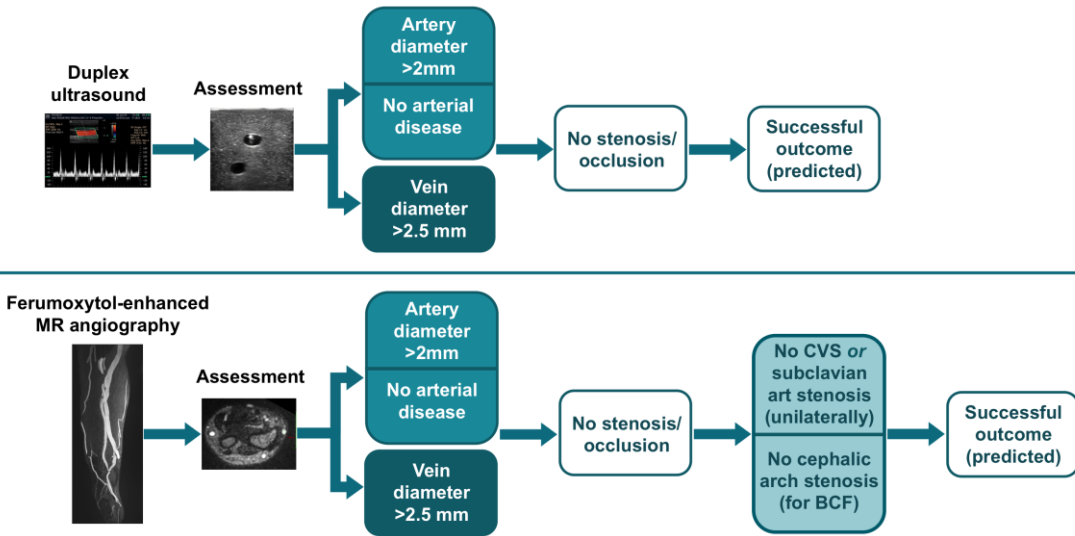 Duplex
ultrasound
Assessment
Artery
diameter
>2mm
No arterial
disease
Vein
diameter
>2.5 mm
No stenosis/
occlusion
Successful
outcome
(predicted)
Ferumoxytol-enhanced
MR angiography
Assessment
Artery
diameter
>2mm
No arterial
disease
Vein
diameter
>2.5 mm
No stenosis/
occlusion
No CVS or
subclavian
art stenosis
(unilaterally)
No cephalic
arch stenosis
(for BCF)
Successful
outcome
(predicted)